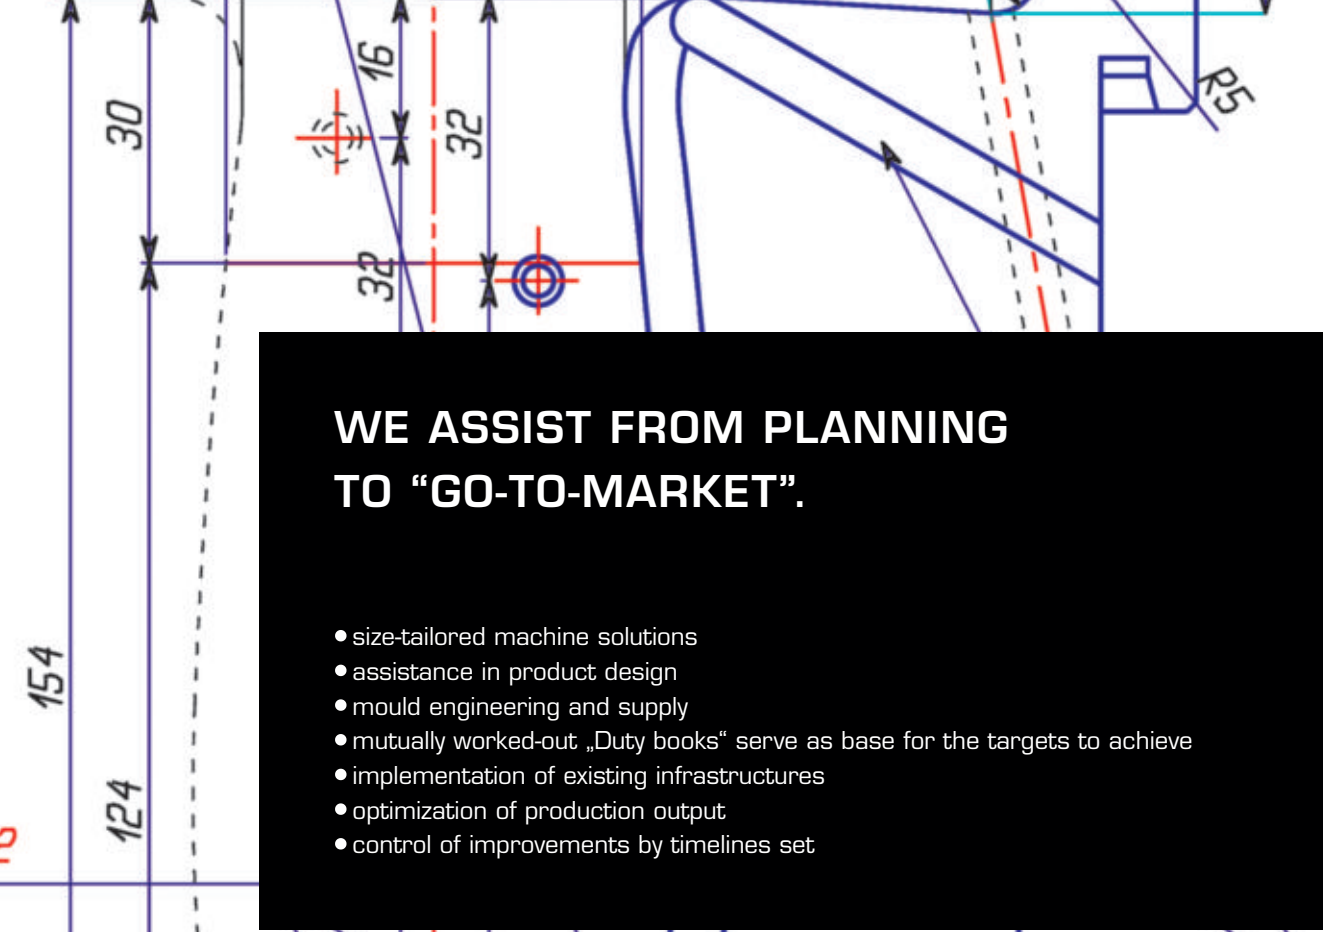 16
R5
30
32
32
WE ASSIST FROM PLANNING
TO “GO-TO-MARKET”.
● size-tailored machine solutions
● assistance in product design
● mould engineering and supply
● mutually worked-out „Duty books“ serve as base for the targets to achieve
● implementation of existing infrastructures
● optimization of production output
● control of improvements by timelines set
154
124